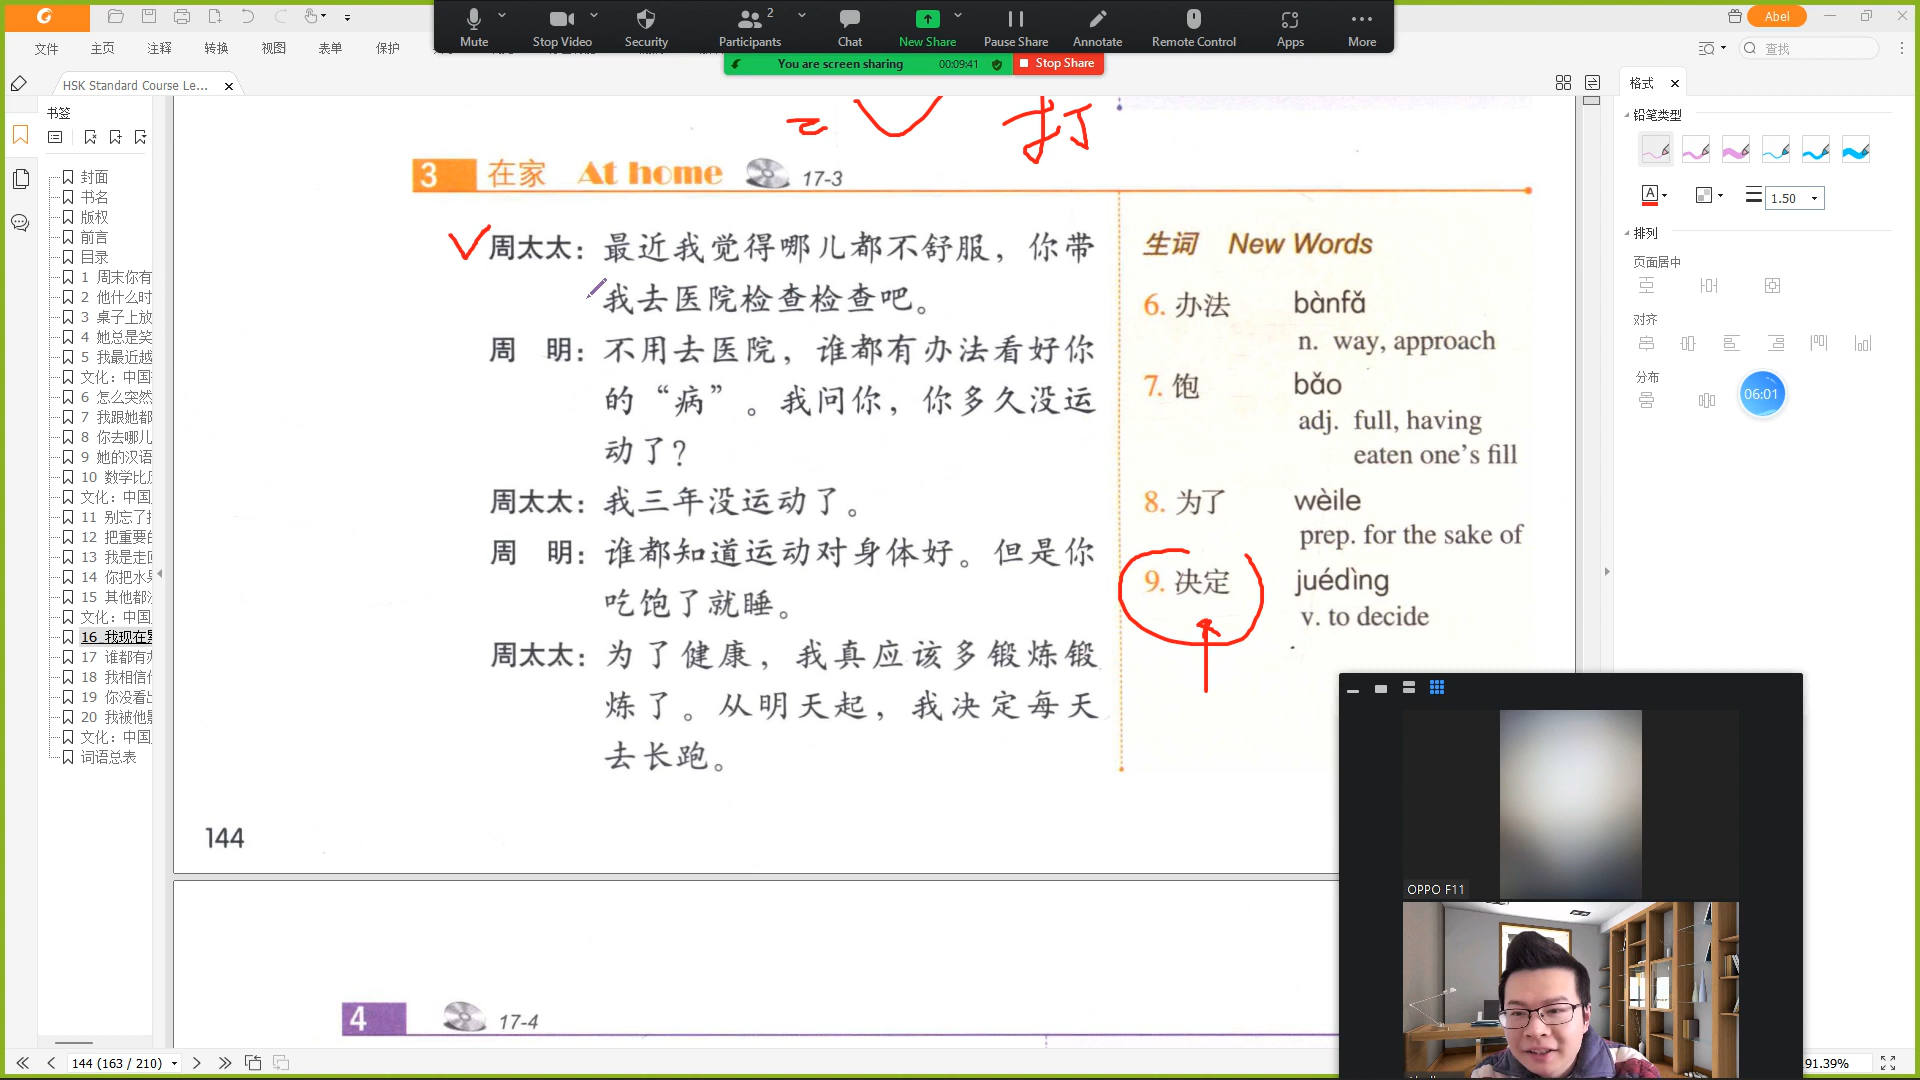 Mute
Stop Video
Security
Participants
2
Chat
New Share
Pause Share
Annotate
Remote Control
Apps
More
Abel
文件
主页
注释
转换
视图
表单
保护
查找
You are screen sharing
00:09:41
Stop Share
HSK Standard Course Le...
格式
书签
封面
书名
版权
前言
目录
1 周末你有
2 他什么时
3 桌子上放
4 她总是笑
5 我最近越
文化：中国
6 怎么突然
7 我跟她都
8 你去哪儿
9 她的汉语
10 数学比
文化：中国
11 别忘了
12 把重要的
13 我是走
14 你把水
15 其他都
文化：中国
16 我现在
17 谁都有
18 我相信
19 你没看
20 我被他
文化：中国
词语总表
打
3 在家 At home 17-3
周太太：最近我觉得哪儿都不舒服，你带
我去医院检查检查吧。
周 明：不用去医院，谁都有办法看好你
的“病”。我问你，你多久没运
动了？
周太太：我三年没运动了。
周 明：谁都知道运动对身体好。但是你
吃饱了就睡。
周太太：为了健康，我真应该多锻炼锻
炼了。从明天起，我决定每天
去长跑。
生词 New Words
6. 办法 bànfǎ
n. way, approach
7. 饱 bǎo
adj. full, having
eaten one's fill
8. 为了 wèile
prep. for the sake of
9. 决定 juédìng
v. to decide
144
4 17-4
铅笔类型
1.50
排列
页面居中
对齐
分布
06:01
OPPO F11
144 (163 / 210)
91.39%